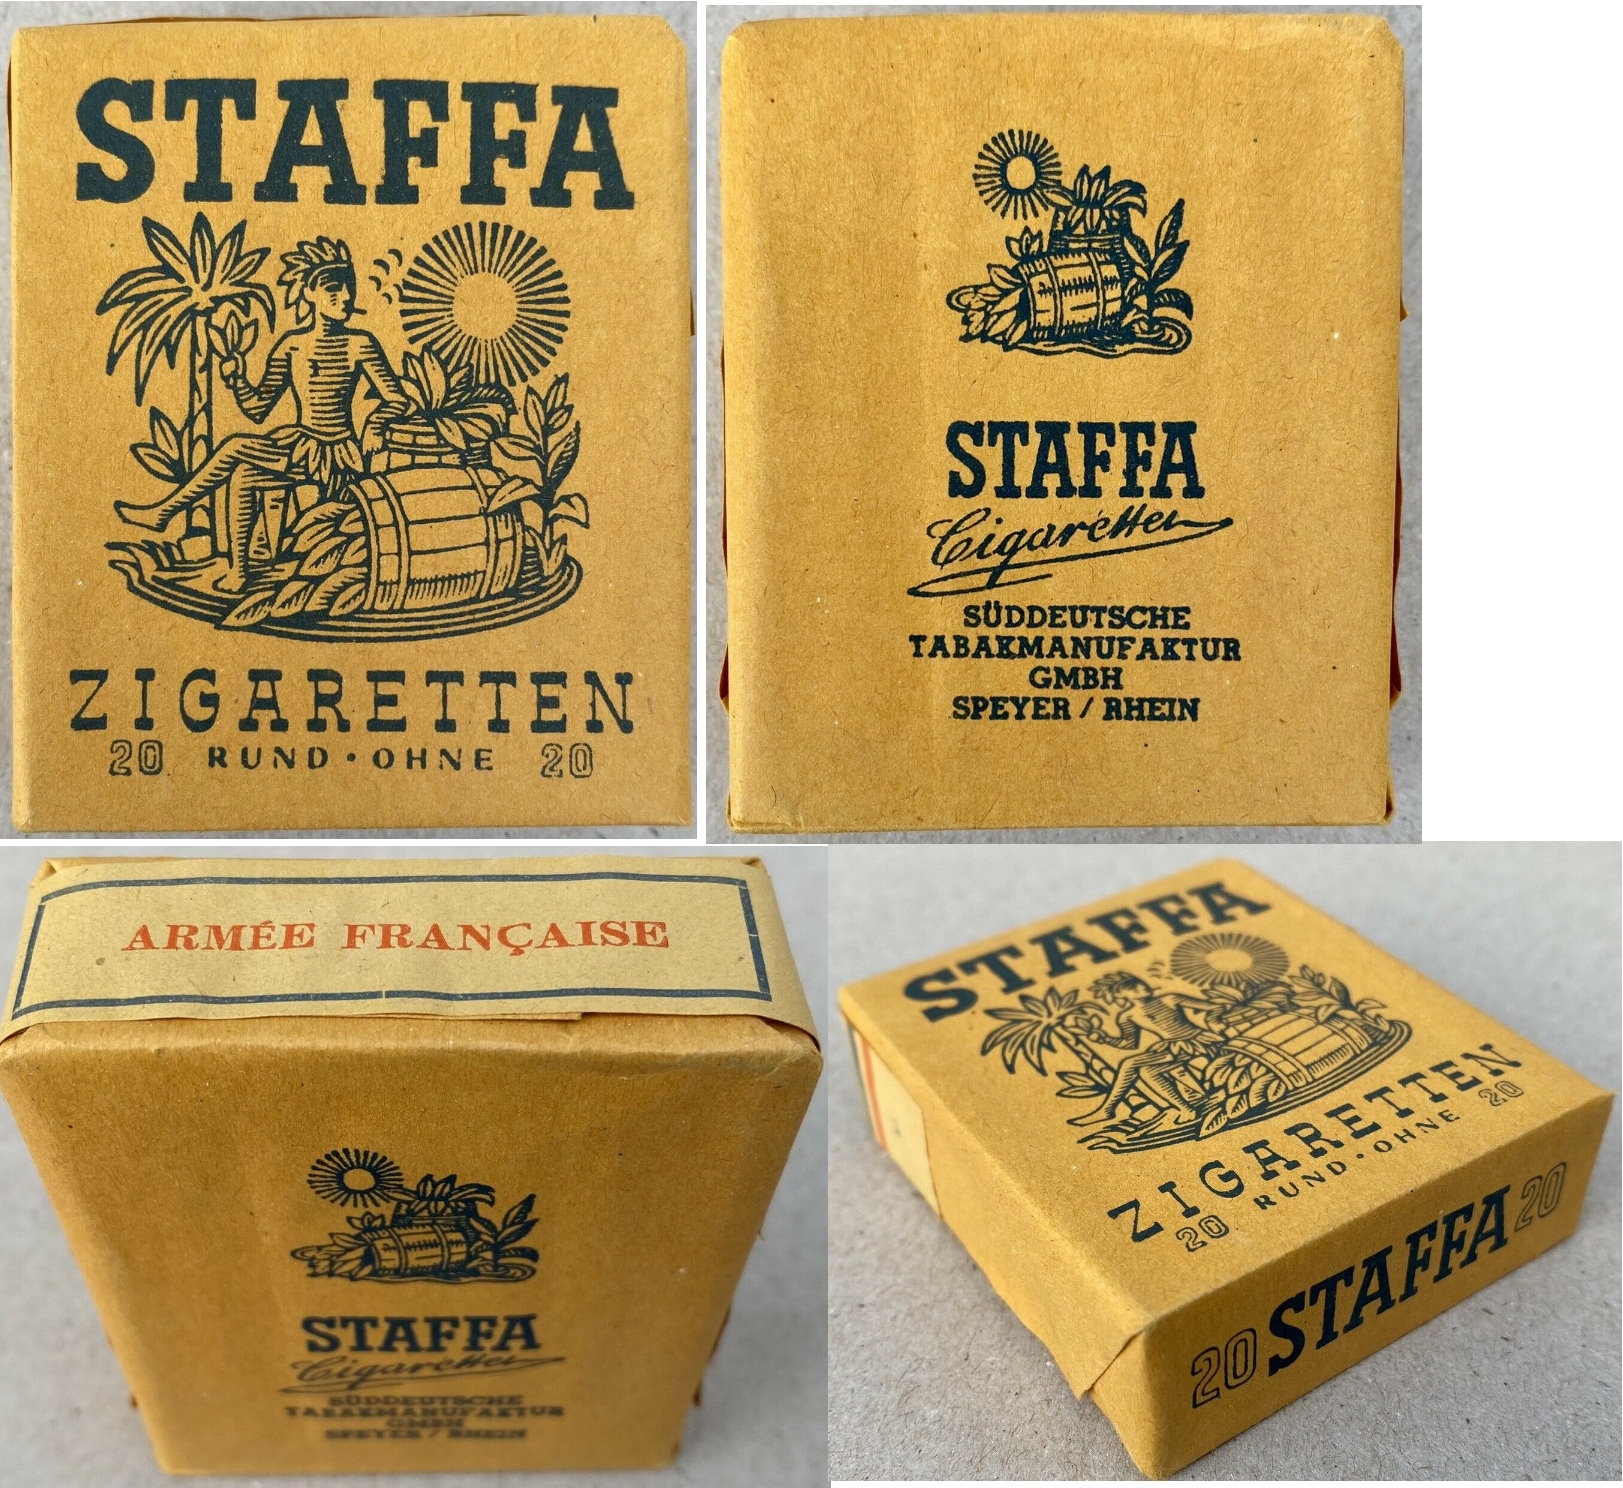 STAFFA
ZIGARETTEN
20 RUND · OHNE 20
STAFFA
Cigaretten
SÜDDEUTSCHE
TABAKMANUFAKTUR
GMBH
SPEYER / RHEIN
ARMÉE FRANÇAISE
STAFFA
Cigaretten
SÜDDEUTSCHE
TABAKMANUFAKTUR
GMBH
SPEYER / RHEIN
STAFFA
ZIGARETTEN
20 RUND · OHNE 20
20 STAFFA 20